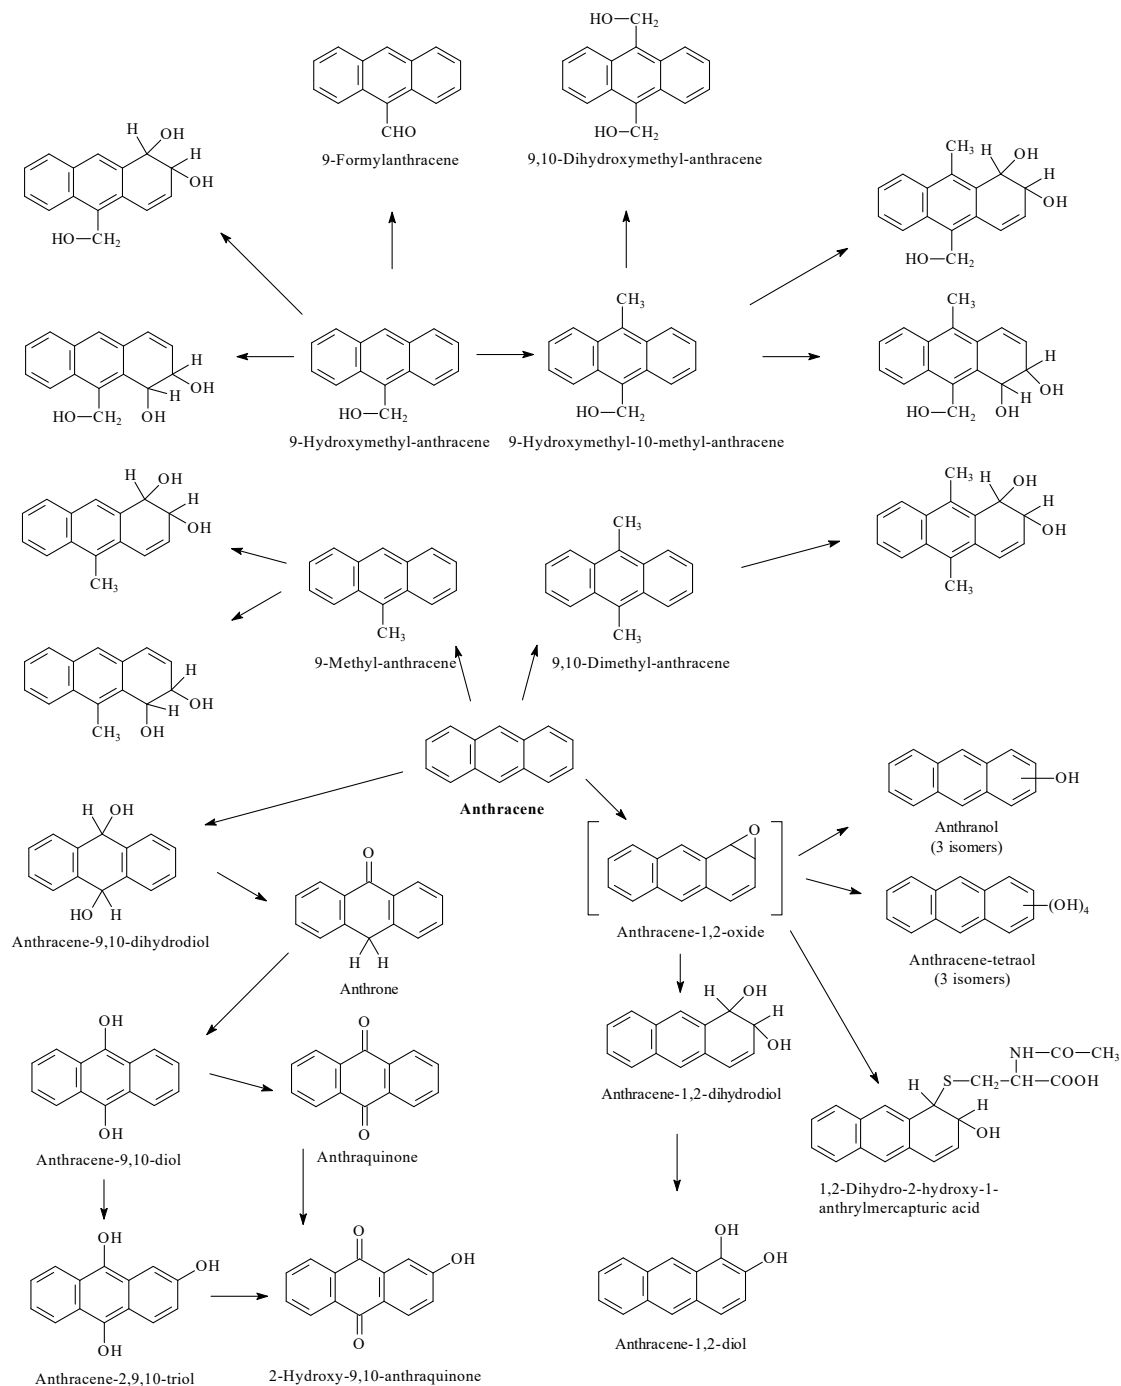 HO—CH₂
CHO
9-Formylanthracene
HO—CH₂
9,10-Dihydroxymethyl-anthracene
H
OH
H
OH
HO—CH₂
CH₃
H
OH
H
OH
HO—CH₂
H
OH
H
HO—CH₂
OH
HO—CH₂
9-Hydroxymethyl-anthracene
CH₃
HO—CH₂
9-Hydroxymethyl-10-methyl-anthracene
CH₃
H
OH
H
HO—CH₂
OH
H
OH
H
OH
CH₃
CH₃
9-Methyl-anthracene
CH₃
CH₃
9,10-Dimethyl-anthracene
CH₃
H
OH
H
OH
CH₃
H
OH
H
CH₃
OH
Anthracene
H
OH
HO
H
Anthracene-9,10-dihydrodiol
O
H
H
Anthrone
O
Anthracene-1,2-oxide
OH
Anthranol
(3 isomers)
(OH)₄
Anthracene-tetraol
(3 isomers)
OH
OH
Anthracene-9,10-diol
O
O
Anthraquinone
H
OH
H
OH
Anthracene-1,2-dihydrodiol
NH—CO—CH₃
H
S—CH₂—CH—COOH
H
OH
1,2-Dihydro-2-hydroxy-1-
anthrylmercapturic acid
OH
OH
OH
Anthracene-2,9,10-triol
O
OH
O
2-Hydroxy-9,10-anthraquinone
OH
OH
Anthracene-1,2-diol